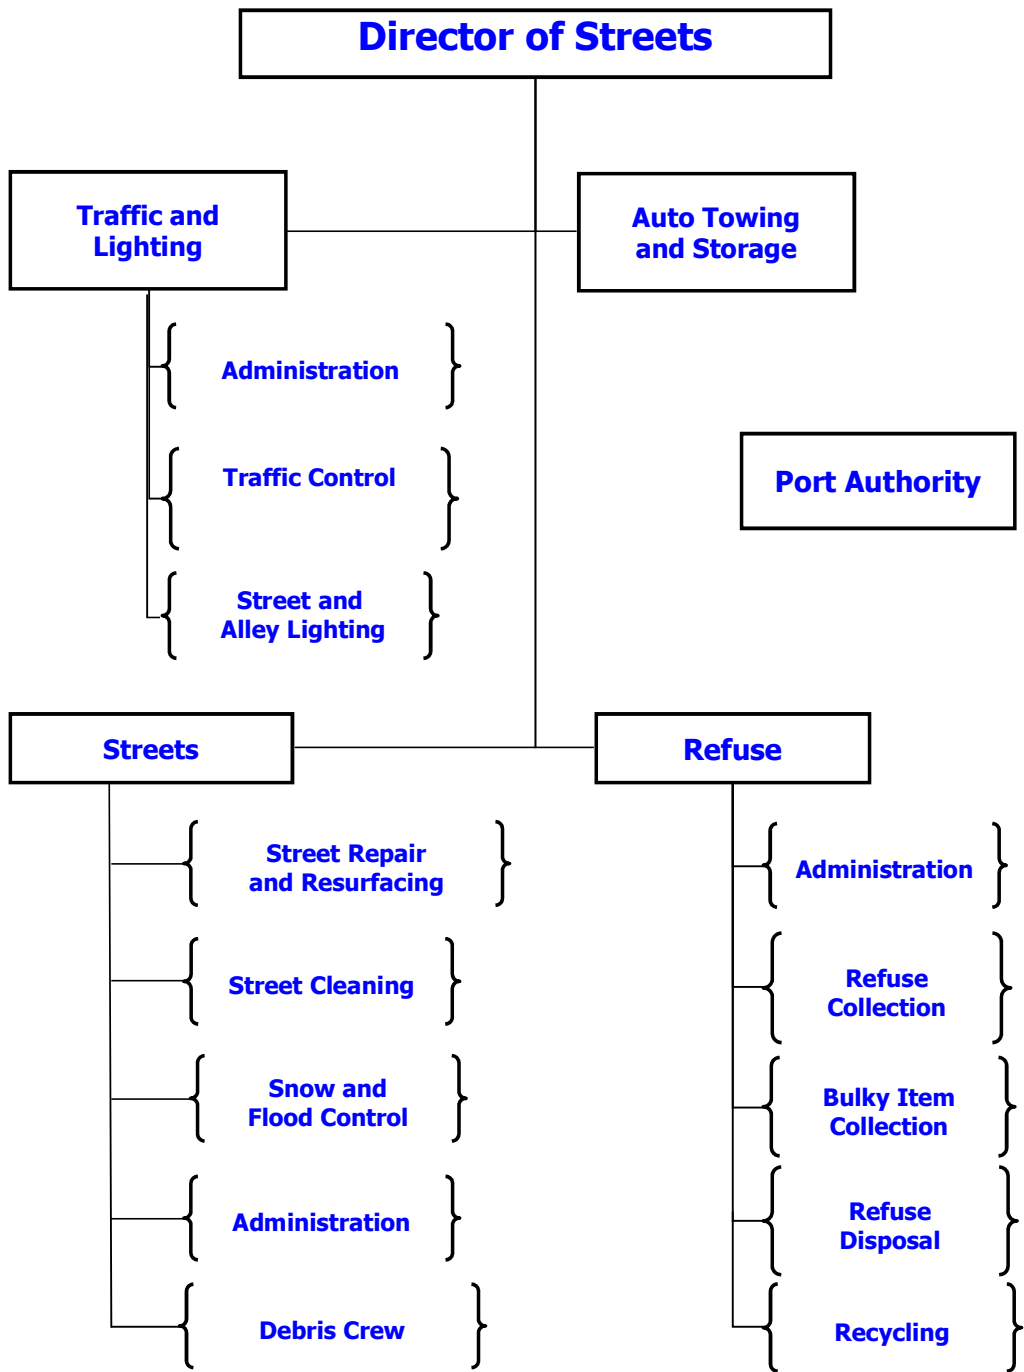 Director of Streets
Traffic and
Lighting
Auto Towing
and Storage
Administration
Traffic Control
Street and
Alley Lighting
Port Authority
Streets
Refuse
Street Repair
and Resurfacing
Street Cleaning
Snow and
Flood Control
Administration
Debris Crew
Administration
Refuse
Collection
Bulky Item
Collection
Refuse
Disposal
Recycling